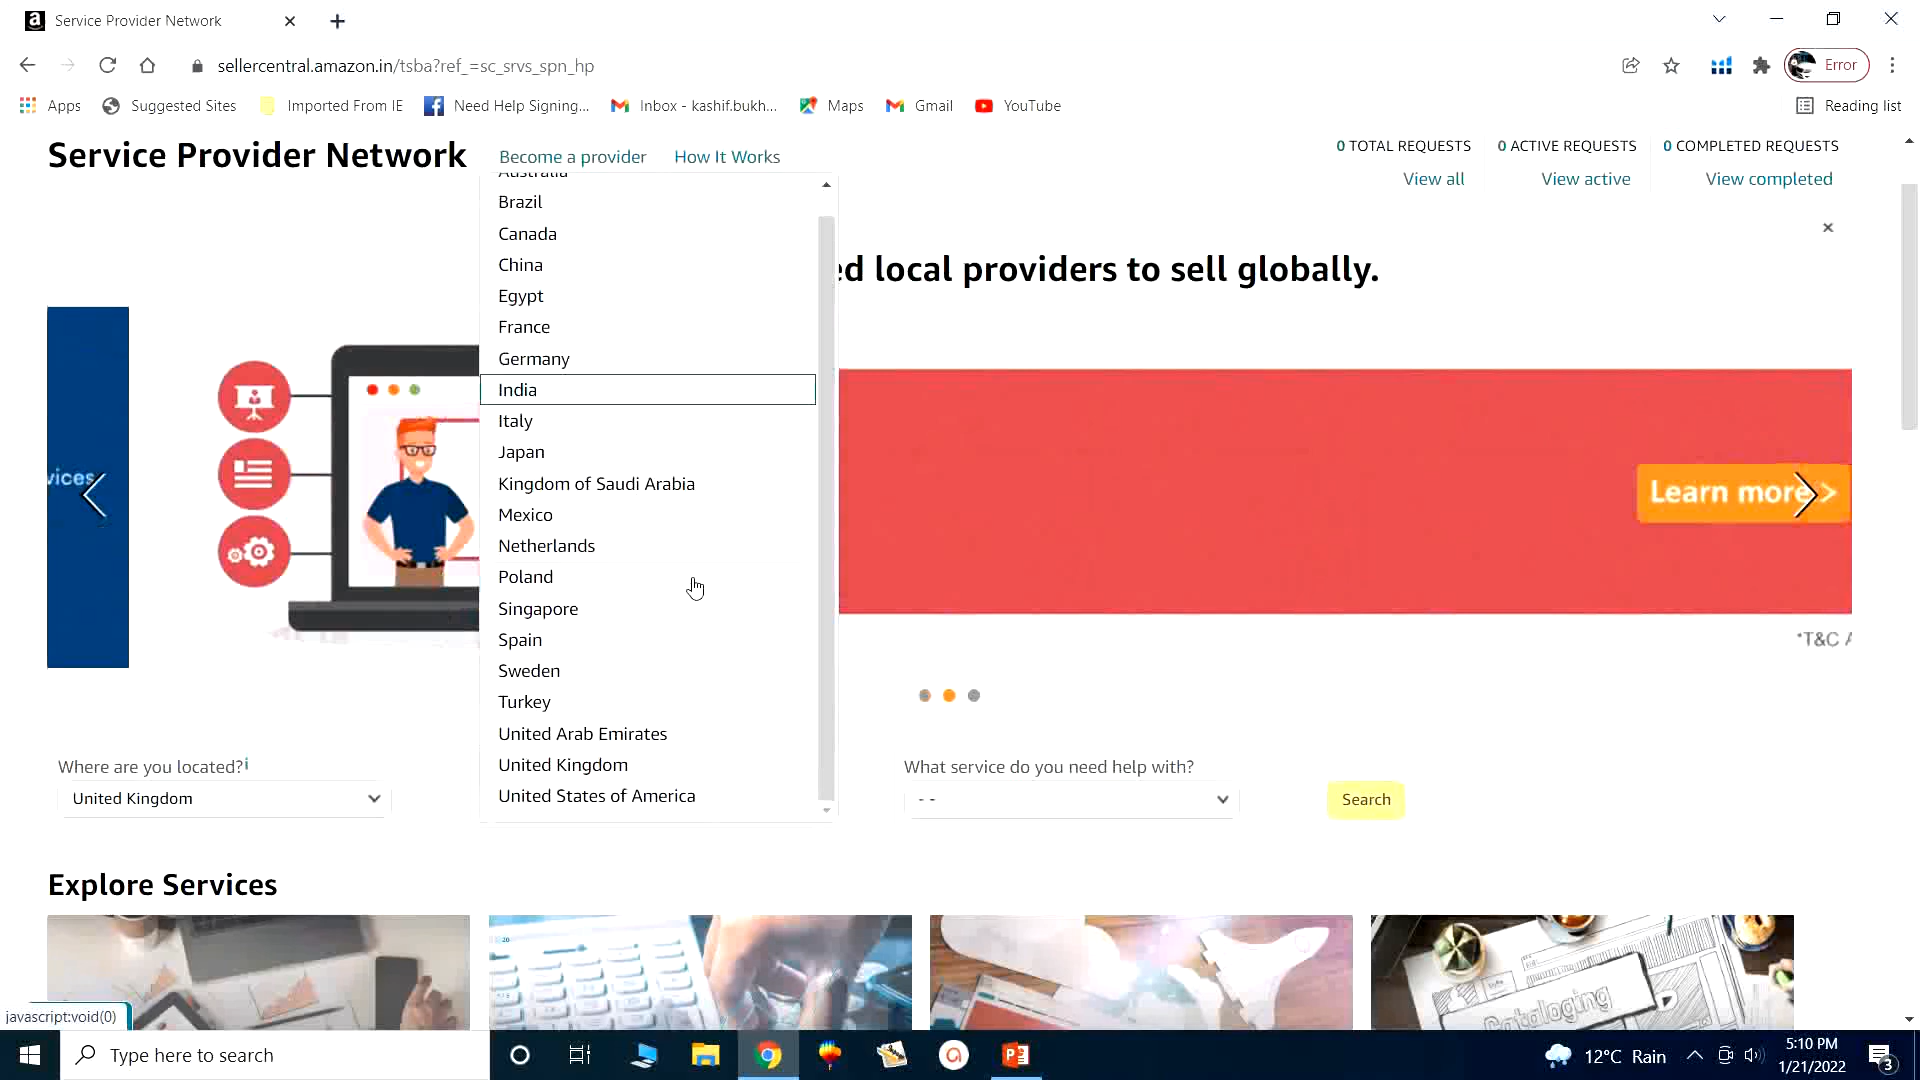 Service Provider Network
sellercentral.amazon.in/tsba?ref_=sc_srvs_spn_hp
Error
Apps
Suggested Sites
Imported From IE
Need Help Signing...
Inbox - kashif.bukh...
Maps
Gmail
YouTube
Reading list
Service Provider Network
Become a provider
How It Works
0 TOTAL REQUESTS
0 ACTIVE REQUESTS
0 COMPLETED REQUESTS
View all
View active
View completed
Australia
Brazil
Canada
China
Egypt
France
Germany
India
Italy
Japan
Kingdom of Saudi Arabia
Mexico
Netherlands
Poland
Singapore
Spain
Sweden
Turkey
United Arab Emirates
United Kingdom
United States of America
ed local providers to sell globally.
vices
Learn more >
*T&C A
Where are you located?
United Kingdom
What service do you need help with?
- -
Search
Explore Services
20
Cataloging
javascript:void(0)
Type here to search
12°C Rain
5:10 PM
1/21/2022
3